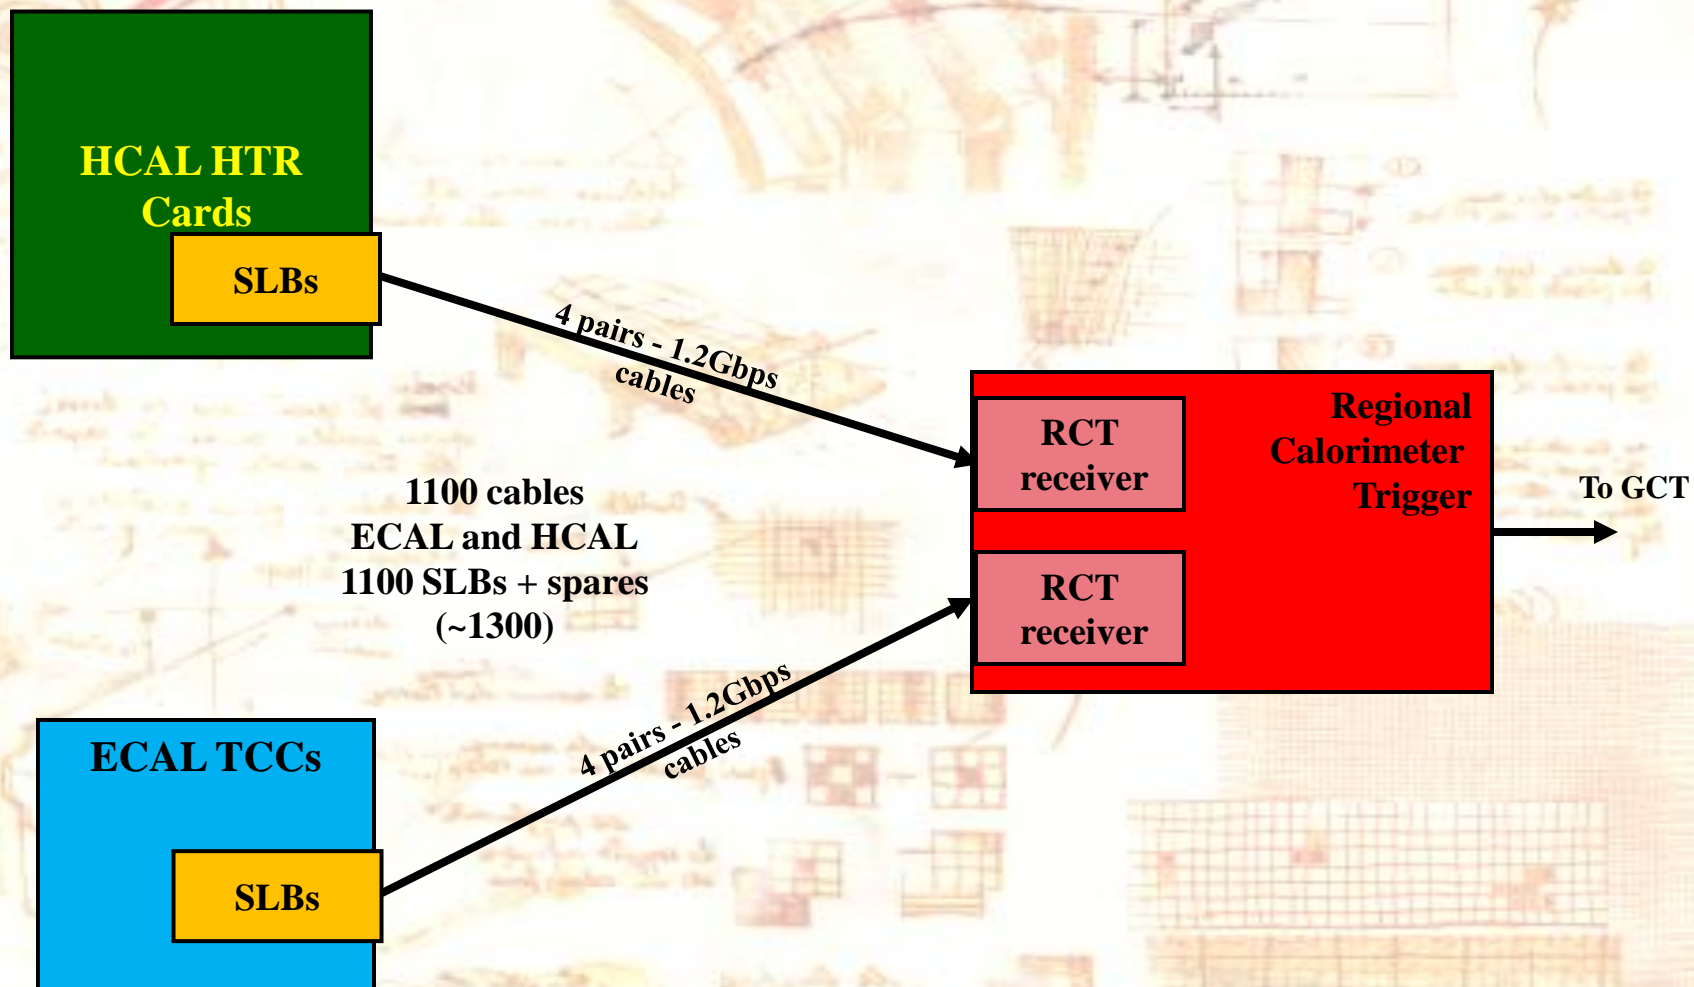 HCAL HTR
Cards
SLBs
4 pairs - 1.2Gbps
cables
Regional
Calorimeter
Trigger
RCT
receiver
To GCT
1100 cables
ECAL and HCAL
1100 SLBs + spares
(~1300)
RCT
receiver
4 pairs - 1.2Gbps
cables
ECAL TCCs
SLBs